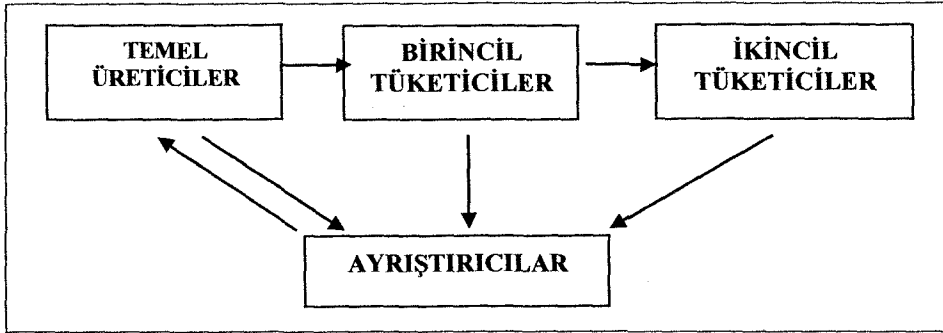 TEMEL
ÜRETİCİLER
BİRİNCİL
TÜKETİCİLER
İKİNCİL
TÜKETİCİLER
AYRIŞTIRICILAR